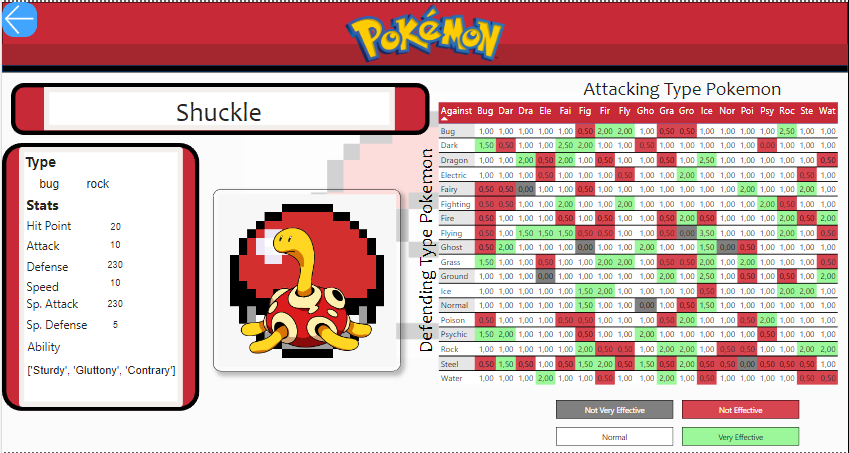 POKéMON
Shuckle
Type
bug rock
Stats
Hit Point 20
Attack 10
Defense 230
Speed 10
Sp. Attack 230
Sp. Defense 5
Ability
['Sturdy', 'Gluttony', 'Contrary']
Attacking Type Pokemon
Defending Type Pokemon
Against Bug Dar Dra Ele Fai Fig Fir Fly Gho Gra Gro Ice Nor Poi Psy Roc Ste Wat
Bug 1,00 1,00 1,00 1,00 1,00 0,50 2,00 2,00 1,00 0,50 0,50 1,00 1,00 1,00 1,00 2,50 1,00 1,00
Dark 1,50 0,50 1,00 1,00 2,50 2,00 1,00 1,00 0,50 1,00 1,00 1,00 1,00 1,00 0,00 1,00 1,00 1,00
Dragon 1,00 1,00 2,00 0,50 2,00 1,00 0,50 1,00 1,00 0,50 1,00 2,50 1,00 1,00 1,00 1,00 1,00 0,50
Electric 1,00 1,00 1,00 0,50 1,00 1,00 1,00 0,50 1,00 1,00 2,00 1,00 1,00 1,00 1,00 1,00 0,50 1,00
Fairy 0,50 0,50 0,00 1,00 1,00 0,50 1,00 1,00 1,00 1,00 1,00 1,00 1,00 2,00 1,00 1,00 2,00 1,00
Fighting 0,50 0,50 1,00 1,00 2,00 1,00 1,00 2,00 1,00 1,00 1,00 1,00 1,00 1,00 2,00 0,50 1,00 1,00
Fire 0,50 1,00 1,00 1,00 0,50 1,00 0,50 1,00 1,00 0,50 2,00 0,50 1,00 1,00 1,00 2,00 0,50 2,00
Flying 0,50 1,00 1,50 1,50 1,50 0,50 0,50 1,00 1,00 0,50 0,00 3,50 1,00 1,00 1,00 2,00 1,00 0,50
Ghost 0,50 2,00 1,00 1,00 1,00 0,00 1,00 1,00 2,00 1,00 1,00 1,50 0,00 0,50 1,00 1,00 1,00 1,00
Grass 1,50 1,00 1,00 0,50 1,00 1,00 2,00 2,00 1,00 0,50 0,50 2,00 1,00 2,00 1,00 1,00 1,00 0,50
Ground 1,00 1,00 1,00 0,00 1,00 1,00 1,00 1,00 1,00 2,00 1,00 2,50 1,00 0,50 1,00 0,50 1,00 2,00
Ice 1,00 1,00 1,00 1,00 1,00 1,50 2,00 1,00 1,00 1,00 1,00 0,50 1,00 1,00 1,00 2,00 2,00 1,00
Normal 1,00 1,00 1,00 1,00 1,00 1,50 1,00 1,00 0,00 1,00 0,50 1,50 1,00 1,00 1,00 1,00 1,00 1,00
Poison 0,50 1,00 1,00 1,00 0,50 0,50 1,00 1,00 1,00 0,50 2,00 1,00 1,00 0,50 2,00 1,00 1,00 1,00
Psychic 1,50 2,00 1,00 1,00 1,00 0,50 1,00 1,00 2,00 1,00 1,00 1,00 1,00 1,00 0,50 1,00 1,00 1,00
Rock 1,00 1,00 1,00 1,00 1,00 2,00 0,50 0,50 1,00 2,00 2,00 1,00 0,50 0,50 1,00 1,00 2,00 2,00
Steel 0,50 1,50 0,50 1,00 0,50 1,50 2,00 0,50 1,50 0,50 2,00 0,50 0,50 0,00 0,50 0,50 0,50 1,00
Water 1,00 1,00 1,00 2,00 1,00 1,00 0,50 1,00 1,00 2,00 1,00 0,50 1,00 1,00 1,00 1,00 0,50 0,50
Not Very Effective Not Effective
Normal Very Effective